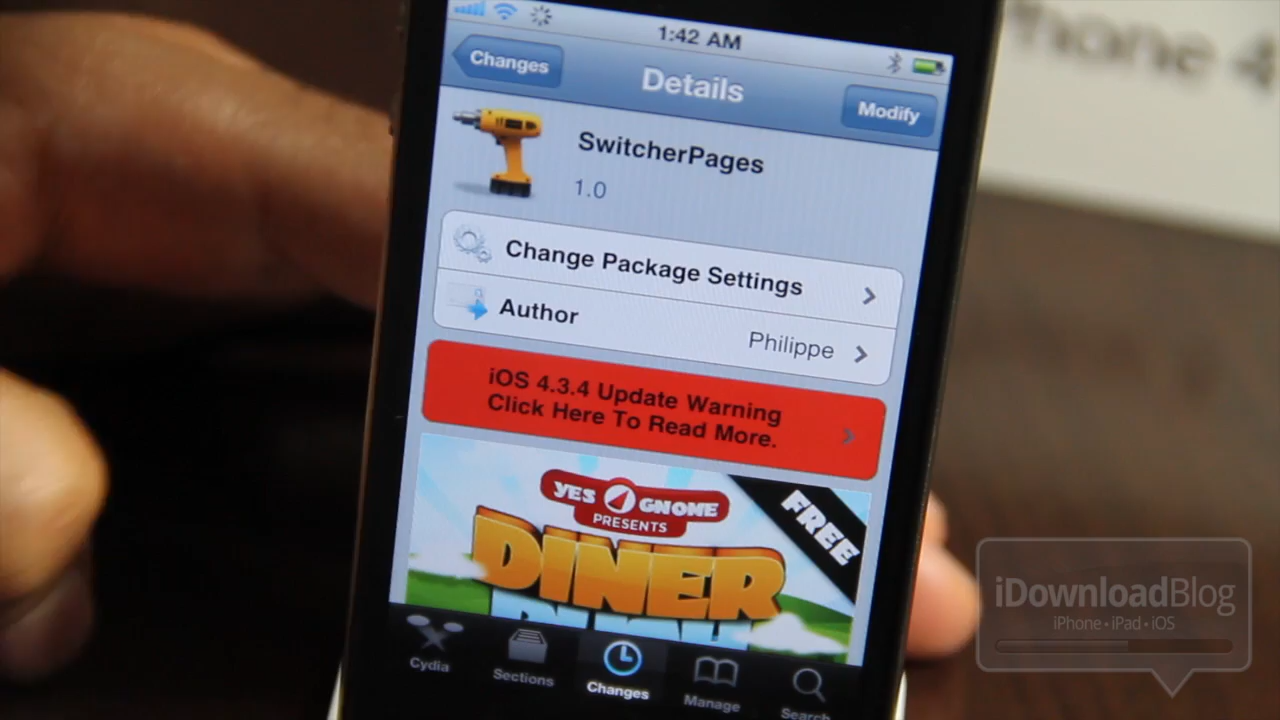 1:42 AM
Changes
Details
Modify
SwitcherPages
1.0
Change Package Settings
Author
Philippe
iOS 4.3.4 Update Warning
Click Here To Read More.
YES GNOME
PRESENTS
FREE
DINER
Cydia
Sections
Changes
Manage
Search
hone 4
iDownloadBlog
iPhone • iPad • iOS